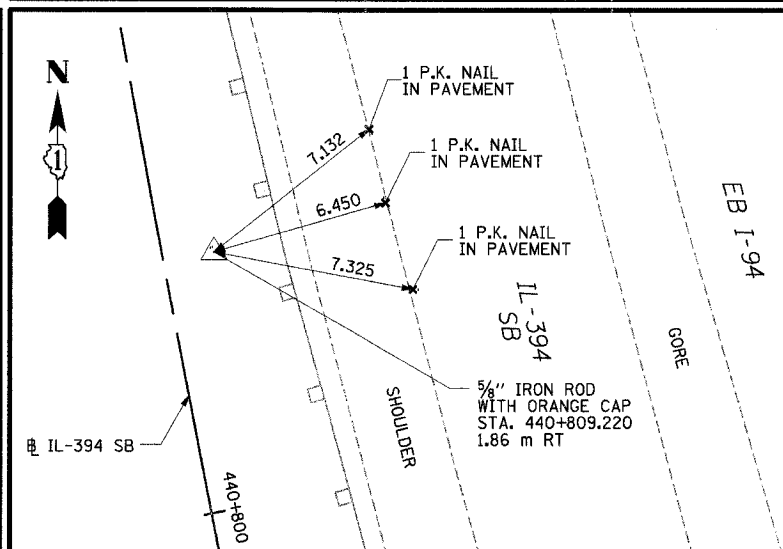 N
1
1 P.K. NAIL
IN PAVEMENT
7.132
1 P.K. NAIL
IN PAVEMENT
6.450
1 P.K. NAIL
IN PAVEMENT
7.325
EB I-94
IL-394
SB
GORE
SHOULDER
5/8" IRON ROD
WITH ORANGE CAP
STA. 440+809.220
1.86 m RT
IL-394 SB
440+800